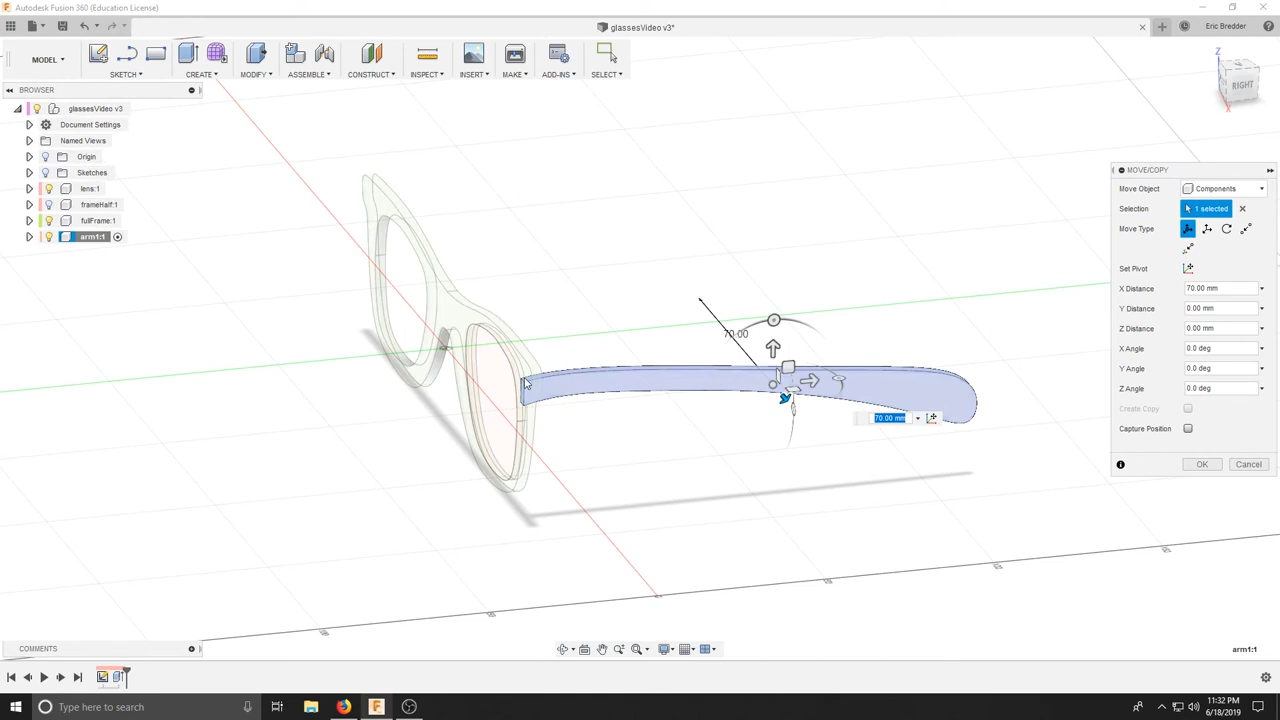 Autodesk Fusion 360 (Education License)
glassesVideo v3*
Eric Bredder
MODEL
SKETCH
CREATE
MODIFY
ASSEMBLE
CONSTRUCT
INSPECT
INSERT
MAKE
ADD-INS
SELECT
BROWSER
glassesVideo v3
Document Settings
Named Views
Origin
Sketches
lens:1
frameHalf:1
fullFrame:1
arm1:1
Z
RIGHT
X
70.00
70.00 mm
MOVE/COPY
Move Object Components
Selection 1 selected
Move Type
Set Pivot
X Distance 70.00 mm
Y Distance 0.00 mm
Z Distance 0.00 mm
X Angle 0.0 deg
Y Angle 0.0 deg
Z Angle 0.0 deg
Create Copy
Capture Position
OK Cancel
COMMENTS
arm1:1
Type here to search
11:32 PM
6/18/2019